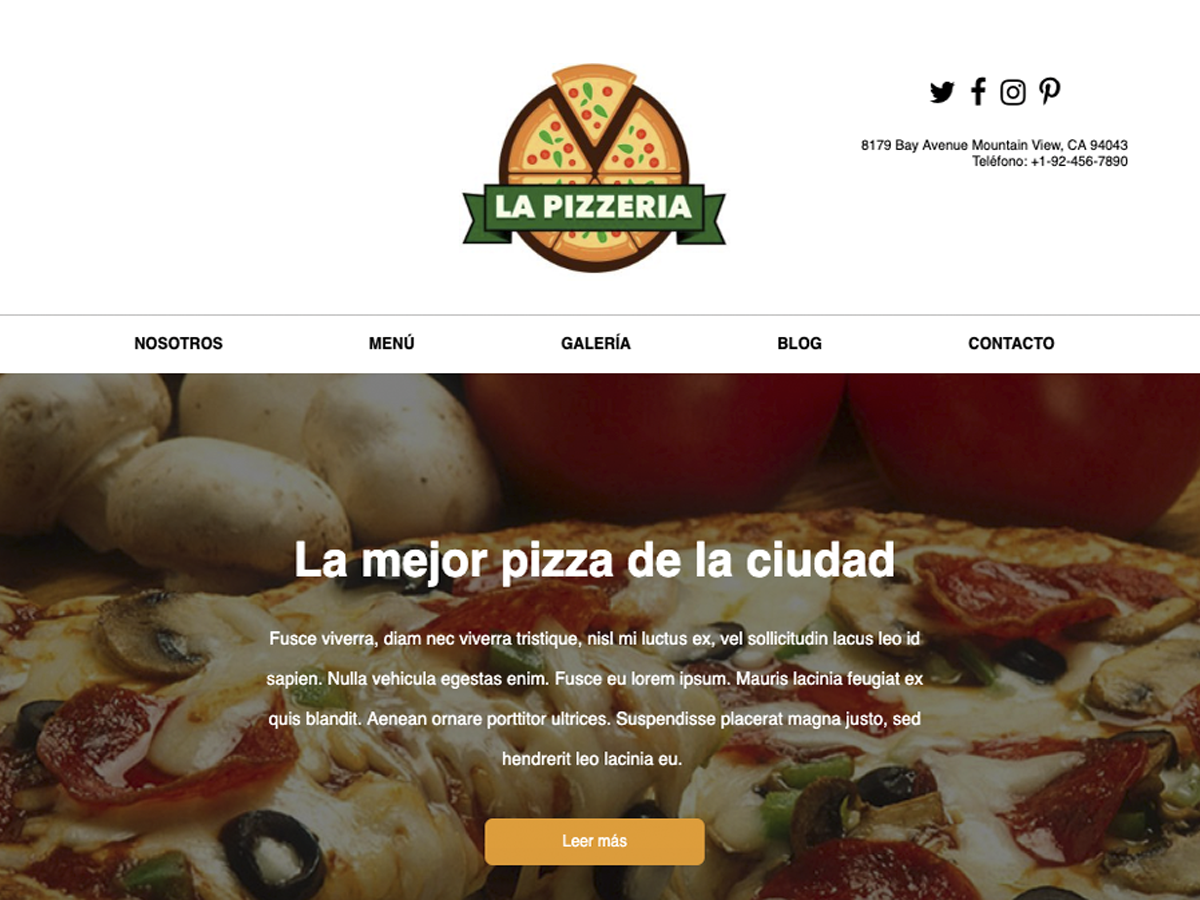 LA PIZZERIA
8179 Bay Avenue Mountain View, CA 94043
Teléfono: +1-92-456-7890
NOSOTROS MENÚ GALERÍA BLOG CONTACTO
La mejor pizza de la ciudad
Fusce viverra, diam nec viverra tristique, nisl mi luctus ex, vel sollicitudin lacus leo id
sapien. Nulla vehicula egestas enim. Fusce eu lorem ipsum. Mauris lacinia feugiat ex
quis blandit. Aenean ornare porttitor ultrices. Suspendisse placerat magna justo, sed
hendrerit leo lacinia eu.
Leer más